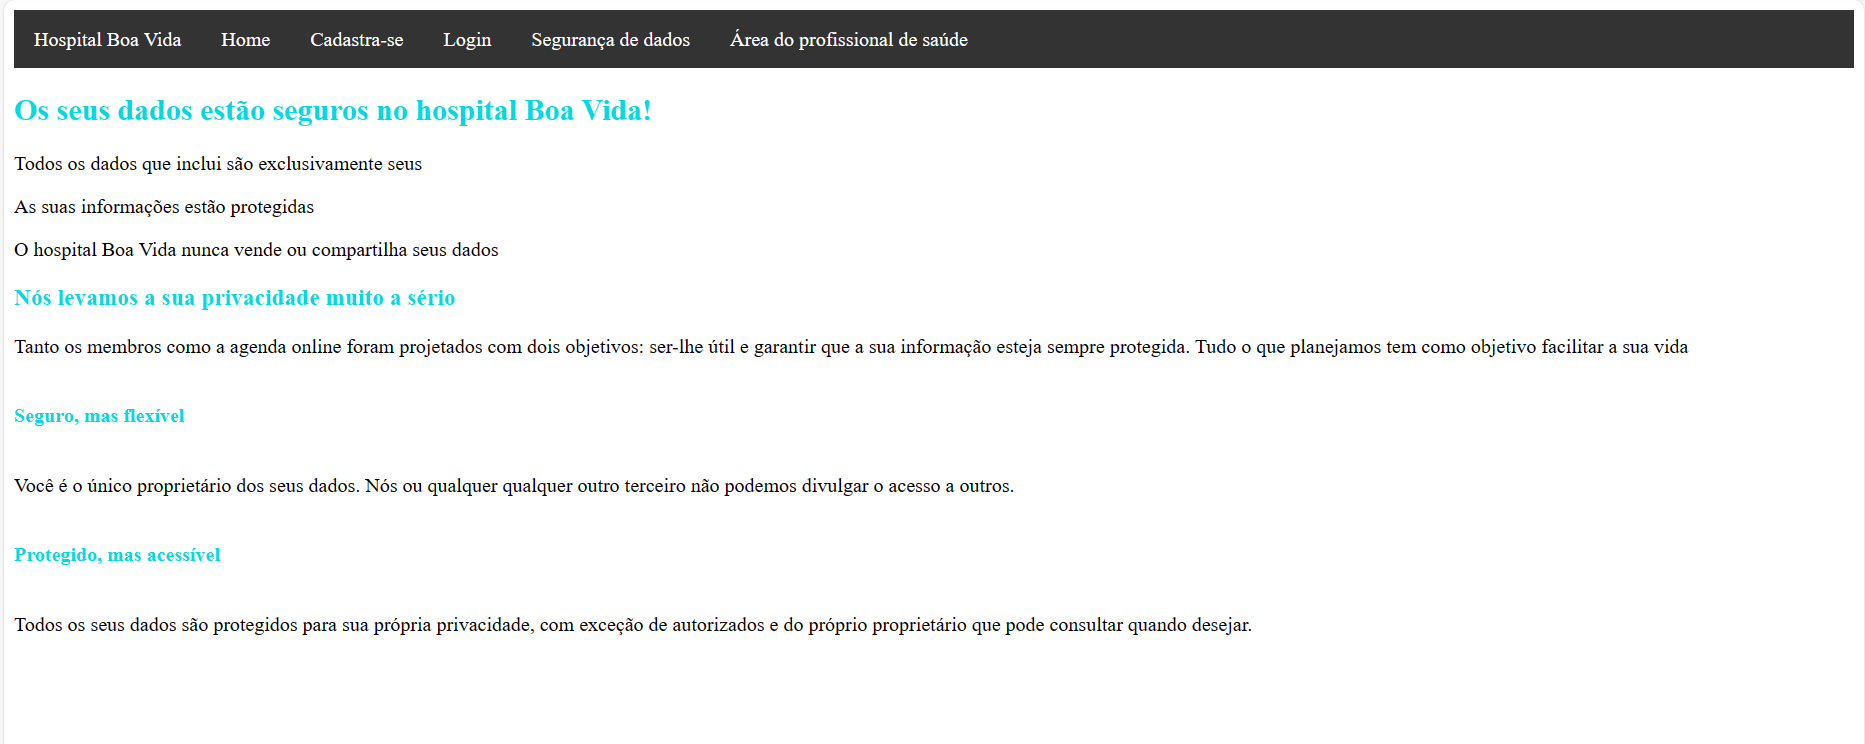 Hospital Boa Vida Home Cadastra-se Login Segurança de dados Área do profissional de saúde
Os seus dados estão seguros no hospital Boa Vida!
Todos os dados que inclui são exclusivamente seus
As suas informações estão protegidas
O hospital Boa Vida nunca vende ou compartilha seus dados
Nós levamos a sua privacidade muito a sério
Tanto os membros como a agenda online foram projetados com dois objetivos: ser-lhe útil e garantir que a sua informação esteja sempre protegida. Tudo o que planejamos tem como objetivo facilitar a sua vida
Seguro, mas flexível
Você é o único proprietário dos seus dados. Nós ou qualquer qualquer outro terceiro não podemos divulgar o acesso a outros.
Protegido, mas acessível
Todos os seus dados são protegidos para sua própria privacidade, com exceção de autorizados e do próprio proprietário que pode consultar quando desejar.